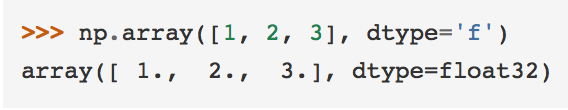 >>> np.array([1, 2, 3], dtype='f')
array([ 1.,  2.,  3.], dtype=float32)